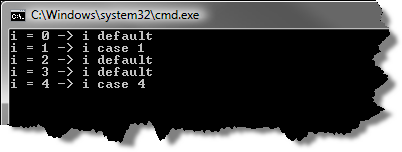 C:\Windows\system32\cmd.exe
i = 0 -> i default
i = 1 -> i case 1
i = 2 -> i default
i = 3 -> i default
i = 4 -> i case 4